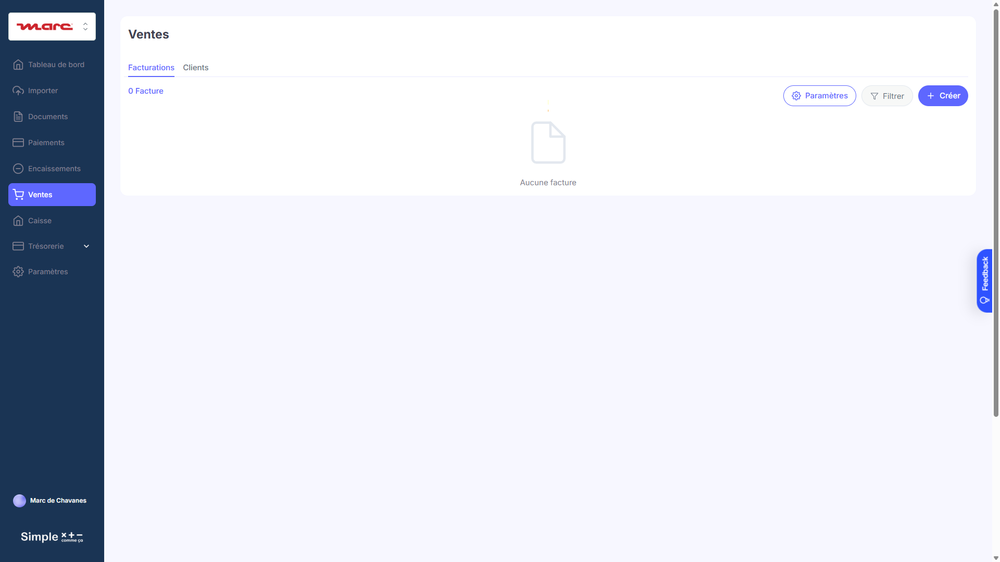 marc
Tableau de bord
Importer
Documents
Paiements
Encaissements
Ventes
Caisse
Trésorerie
Paramètres
Marc de Chavanes
Simple ×+−
comme ça
Ventes
Facturations Clients
0 Facture
Paramètres Filtrer + Créer
Aucune facture
Feedback